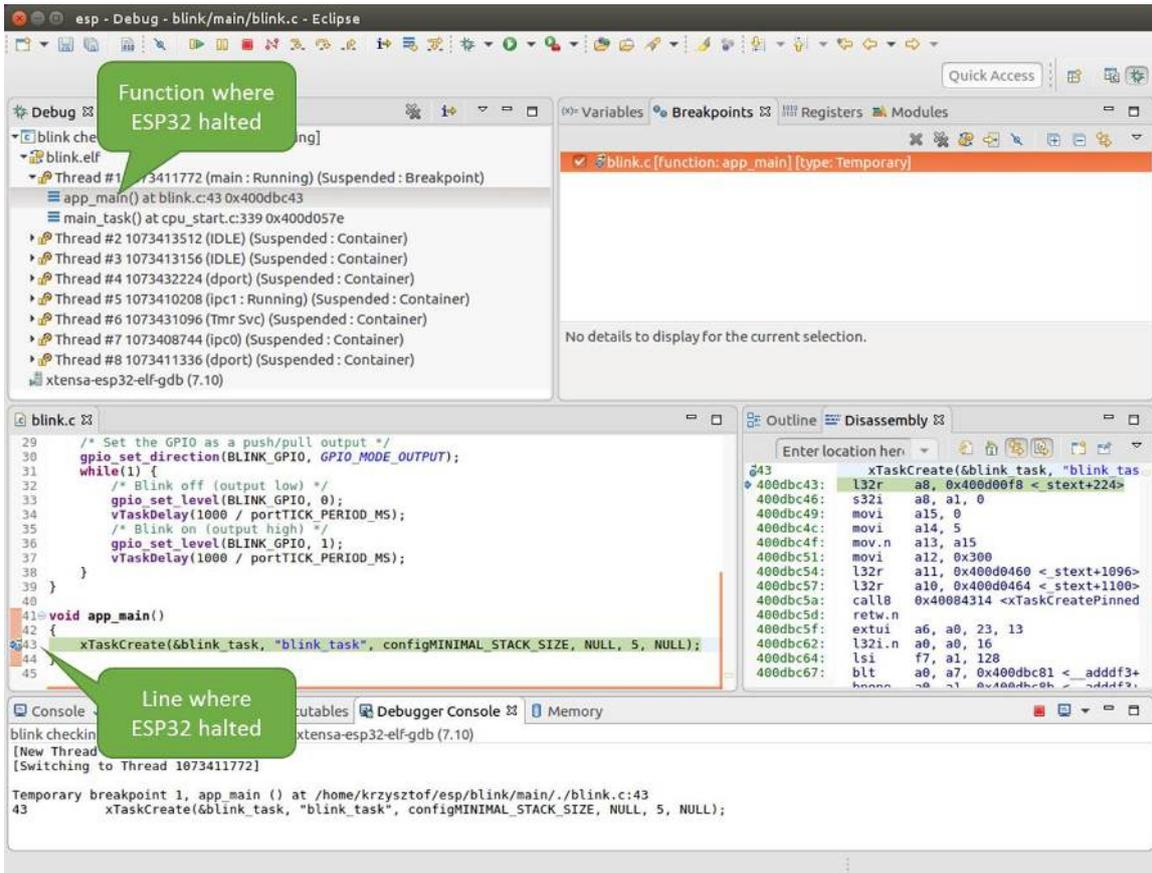 esp - Debug - blink/main/blink.c - Eclipse
Quick Access
Function where
ESP32 halted
Debug
blink che ing]
blink.elf
Thread #1 1073411772 (main : Running) (Suspended : Breakpoint)
app_main() at blink.c:43 0x400dbc43
main_task() at cpu_start.c:339 0x400d057e
Thread #2 1073413512 (IDLE) (Suspended : Container)
Thread #3 1073413156 (IDLE) (Suspended : Container)
Thread #4 1073432224 (dport) (Suspended : Container)
Thread #5 1073410208 (ipc1 : Running) (Suspended : Container)
Thread #6 1073431096 (Tmr Svc) (Suspended : Container)
Thread #7 1073408744 (ipc0) (Suspended : Container)
Thread #8 1073411336 (dport) (Suspended : Container)
xtensa-esp32-elf-gdb (7.10)
(x)= Variables Breakpoints Registers Modules
blink.c [function: app_main] [type: Temporary]
No details to display for the current selection.
blink.c
29 /* Set the GPIO as a push/pull output */
30 gpio_set_direction(BLINK_GPIO, GPIO_MODE_OUTPUT);
31 while(1) {
32 /* Blink off (output low) */
33 gpio_set_level(BLINK_GPIO, 0);
34 vTaskDelay(1000 / portTICK_PERIOD_MS);
35 /* Blink on (output high) */
36 gpio_set_level(BLINK_GPIO, 1);
37 vTaskDelay(1000 / portTICK_PERIOD_MS);
38 }
39 }
40
41 void app_main()
42 {
43 xTaskCreate(&blink_task, "blink_task", configMINIMAL_STACK_SIZE, NULL, 5, NULL);
44 }
45
Line where
ESP32 halted
Outline Disassembly
Enter location her
43 xTaskCreate(&blink_task, "blink_tas
400dbc43: l32r a8, 0x400d00f8 <_stext+224>
400dbc46: s32i a8, a1, 0
400dbc49: movi a15, 0
400dbc4c: movi a14, 5
400dbc4f: mov.n a13, a15
400dbc51: movi a12, 0x300
400dbc54: l32r a11, 0x400d0460 <_stext+1096>
400dbc57: l32r a10, 0x400d0464 <_stext+1100>
400dbc5a: call8 0x40084314 <xTaskCreatePinned
400dbc5d: retw.n
400dbc5f: extui a6, a0, 23, 13
400dbc62: l32i.n a0, a0, 16
400dbc64: lsi f7, a1, 128
400dbc67: blt a0, a7, 0x400dbc81 <__adddf3+
Console cutables Debugger Console Memory
blink checkin xtensa-esp32-elf-gdb (7.10)
[New Thread
[Switching to Thread 1073411772]
Temporary breakpoint 1, app_main () at /home/krzysztof/esp/blink/main/./blink.c:43
43 xTaskCreate(&blink_task, "blink_task", configMINIMAL_STACK_SIZE, NULL, 5, NULL);